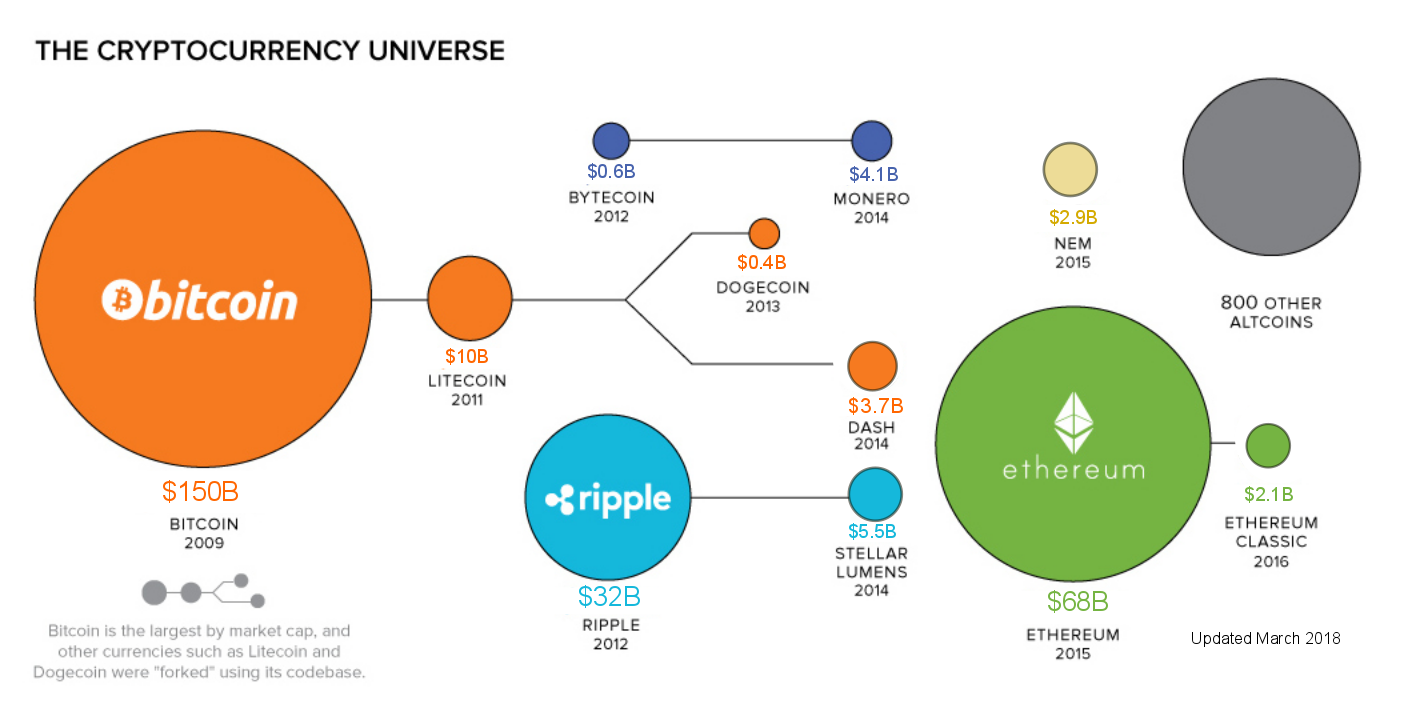 THE CRYPTOCURRENCY UNIVERSE
bitcoin
$150B
BITCOIN
2009
Bitcoin is the largest by market cap, and
other currencies such as Litecoin and
Dogecoin were "forked" using its codebase.
$10B
LITECOIN
2011
$0.6B
BYTECOIN
2012
$4.1B
MONERO
2014
$0.4B
DOGECOIN
2013
$3.7B
DASH
2014
ripple
$32B
RIPPLE
2012
$5.5B
STELLAR
LUMENS
2014
$2.9B
NEM
2015
ethereum
$68B
ETHEREUM
2015
800 OTHER
ALTCOINS
$2.1B
ETHEREUM
CLASSIC
2016
Updated March 2018